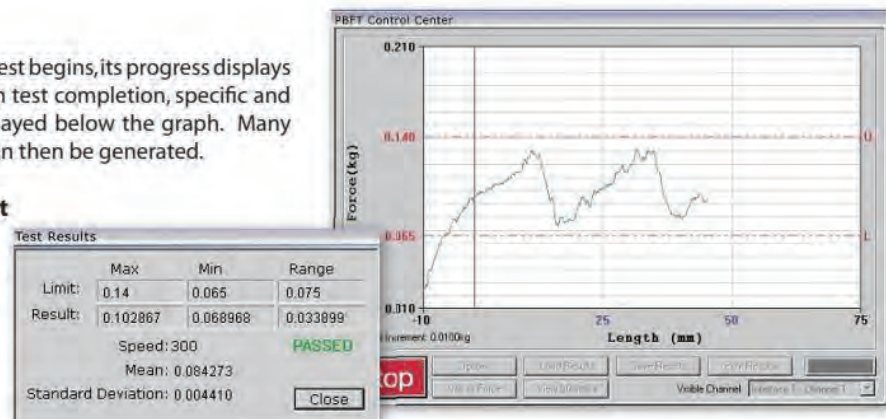 est begins, its progress displays
n test completion, specific and
ayed below the graph. Many
n then be generated.
t
PBFT Control Center
0.210
0.140
U
Force(kg)
0.065
L
0.010
-10
25
50
75
Increment: 0.0100kg
Length (mm)
top
Load Results
Save Results
Visible Channel
Test Results
Max Min Range
Limit: 0.14 0.065 0.075
Result: 0.102867 0.068968 0.033899
Speed: 300 PASSED
Mean: 0.084273
Standard Deviation: 0.004410
Close